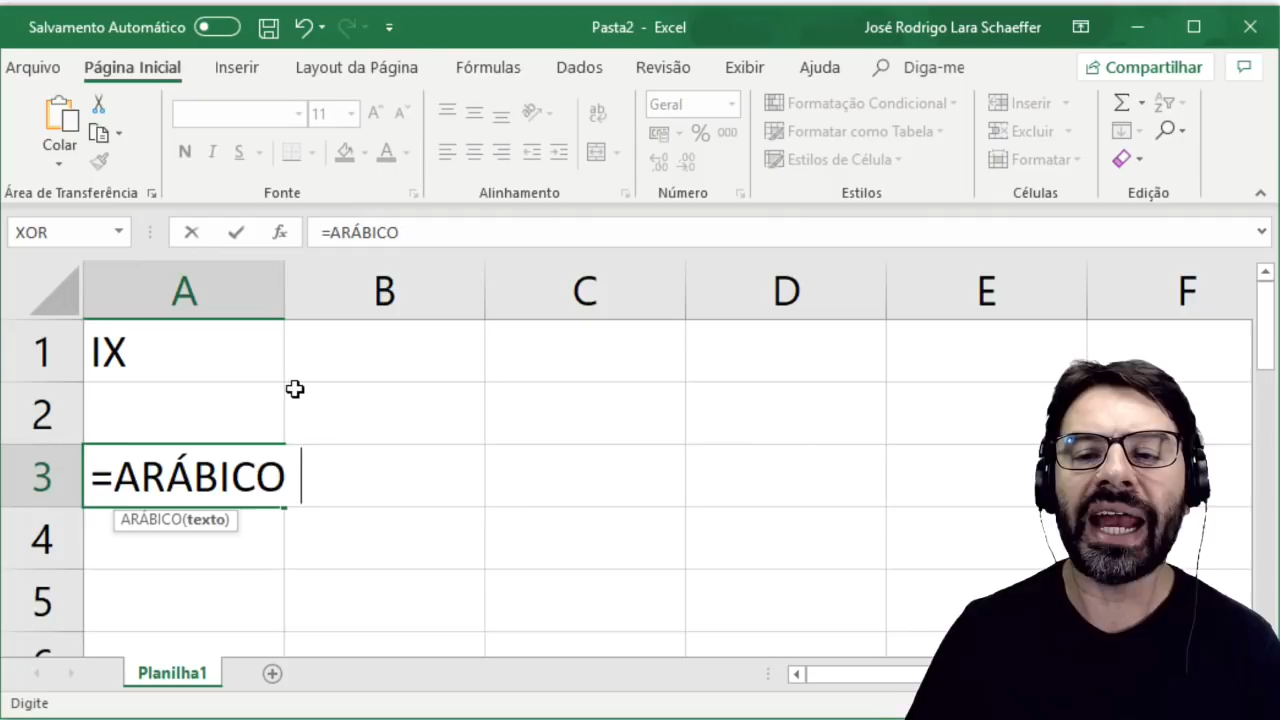 Salvamento Automático
Pasta2 - Excel
José Rodrigo Lara Schaeffer
Arquivo Página Inicial Inserir Layout da Página Fórmulas Dados Revisão Exibir Ajuda Diga-me Compartilhar
Colar
Área de Transferência
11
N I S
A
Fonte
ab
Alinhamento
Geral
% 000
Número
Formatação Condicional
Formatar como Tabela
Estilos de Célula
Estilos
Inserir
Excluir
Formatar
Células
Σ
Edição
XOR fx =ARÁBICO
A B C D E F
1 IX
2
3 =ARÁBICO
ARÁBICO(texto)
4
5
Planilha1
Digite